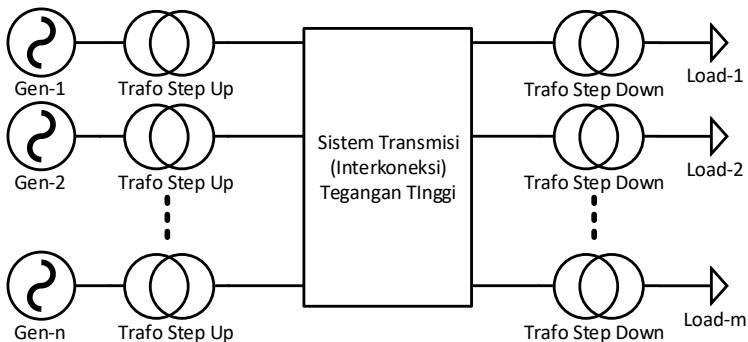 Gen-1
Trafo Step Up
Trafo Step Down
Load-1
Gen-2
Trafo Step Up
Sistem Transmisi
(Interkoneksi)
Tegangan TInggi
Trafo Step Down
Load-2
Gen-n
Trafo Step Up
Trafo Step Down
Load-m